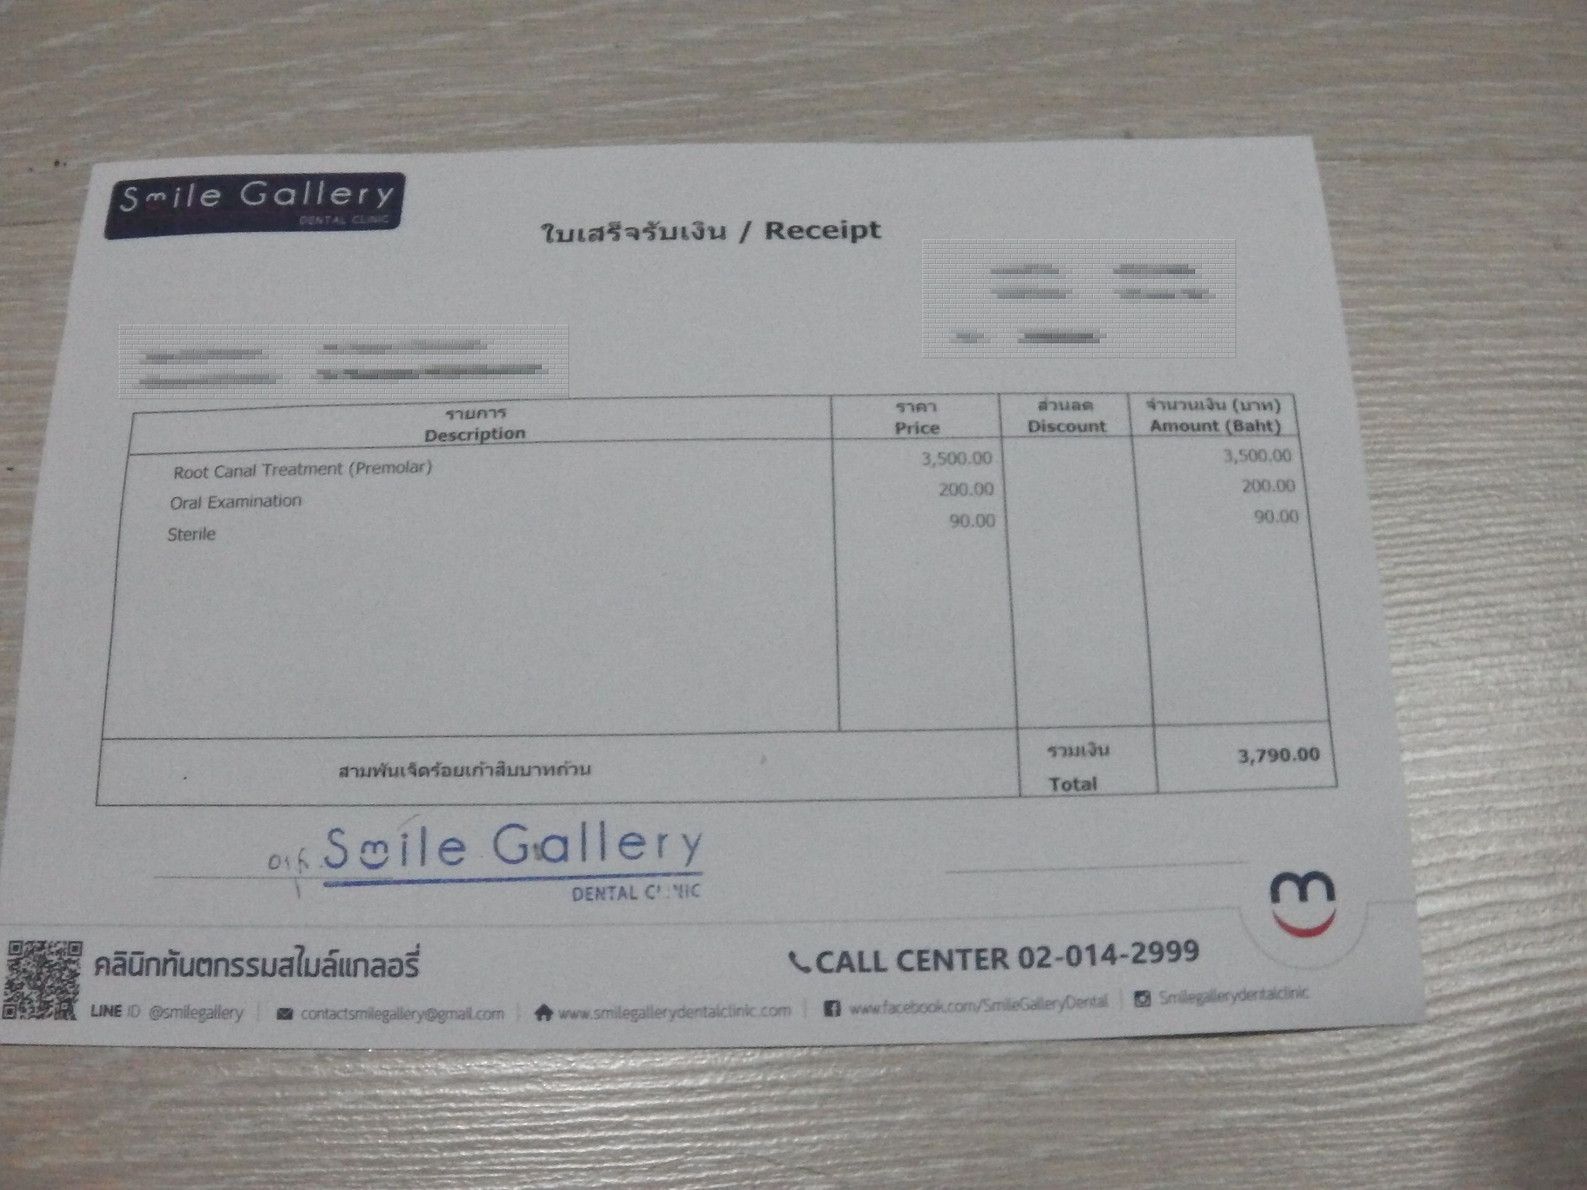 Smile Gallery
DENTAL CLINIC
ใบเสร็จรับเงิน / Receipt
รายการ ราคา ส่วนลด จำนวนเงิน (บาท)
Description Price Discount Amount (Baht)
Root Canal Treatment (Premolar) 3,500.00 3,500.00
Oral Examination 200.00 200.00
Sterile 90.00 90.00
สามพันเจ็ดร้อยเก้าสิบบาทถ้วน รวมเงิน 3,790.00
Total
Smile Gallery
DENTAL CLINIC
คลินิกทันตกรรมสไมล์แกลอรี่ CALL CENTER 02-014-2999
LINE ID @smilegallery contactsmilegallery@gmail.com www.smilegallerydentalclinic.com www.facebook.com/SmileGalleryDental Smilegallerydentalclinic